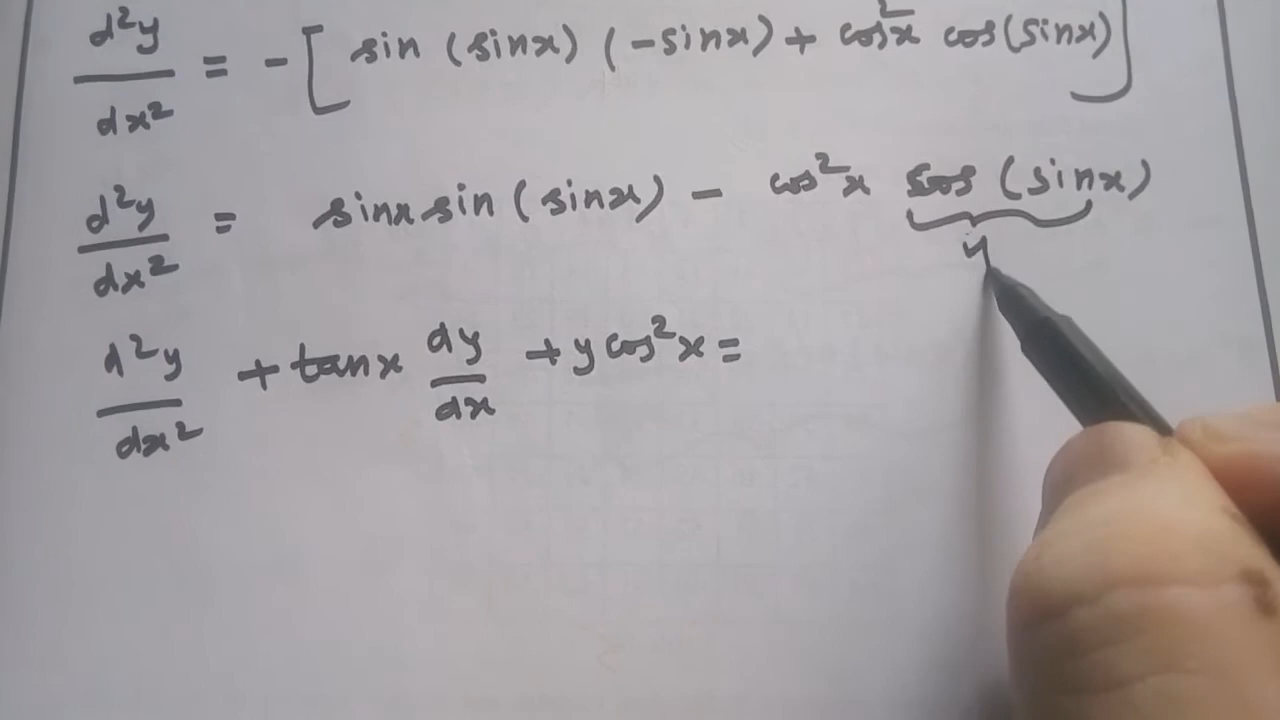 d²y/dx² = -[ sin (sinx) (-sinx) + cos²x cos(sinx) ]
d²y/dx² = sinx sin (sinx) - cos²x cos (sinx)
y
d²y/dx² + tanx dy/dx + y cos²x =